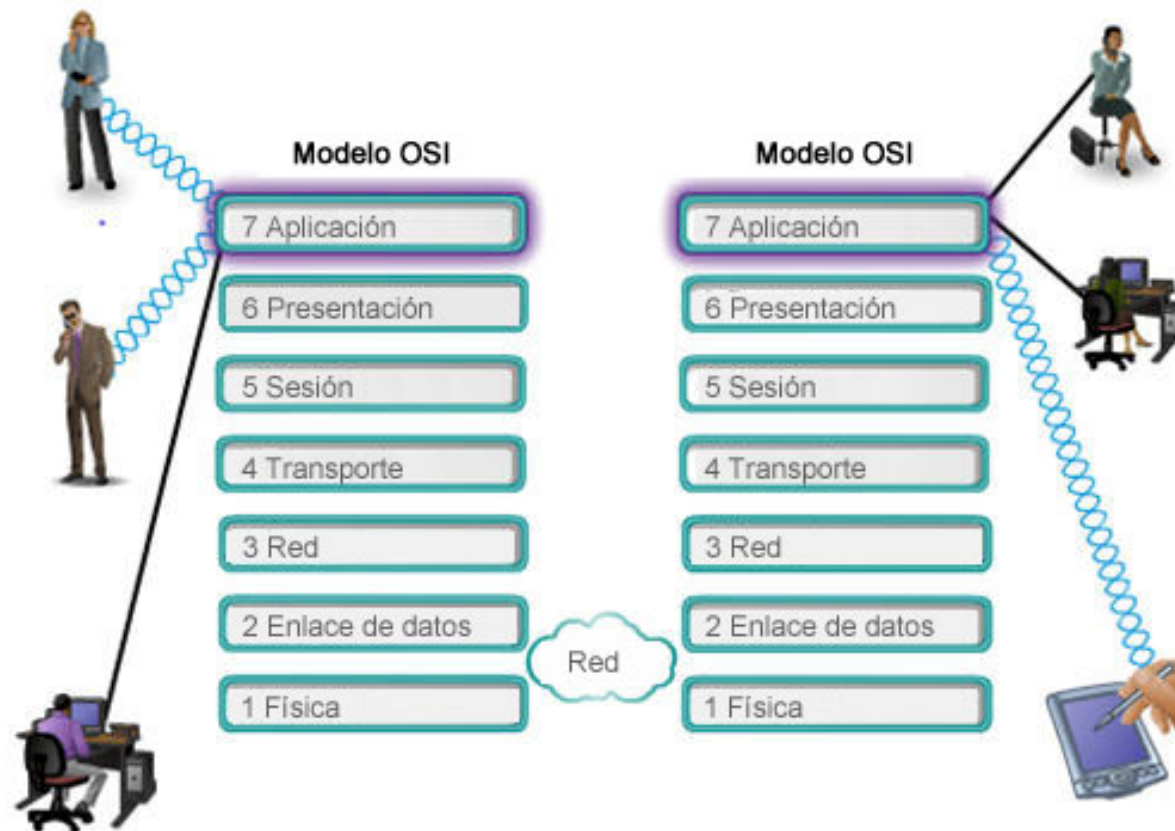 Modelo OSI
7 Aplicación
6 Presentación
5 Sesión
4 Transporte
3 Red
2 Enlace de datos
1 Física
Red
Modelo OSI
7 Aplicación
6 Presentación
5 Sesión
4 Transporte
3 Red
2 Enlace de datos
1 Física